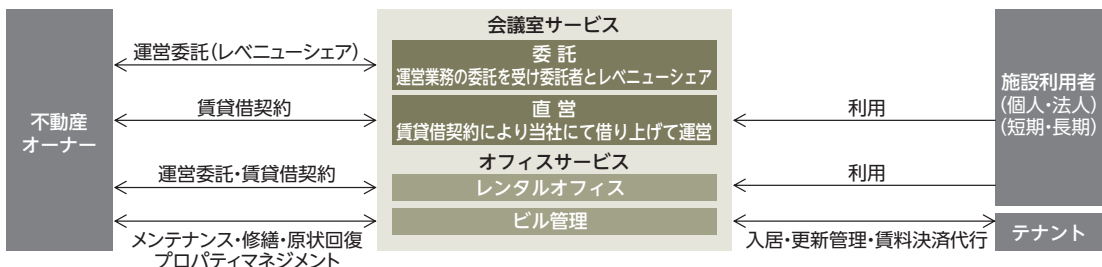 不動産
オーナー
運営委託(レベニューシェア)
賃貸借契約
運営委託・賃貸借契約
メンテナンス・修繕・原状回復
プロパティマネジメント
会議室サービス
委 託
運営業務の委託を受け委託者とレベニューシェア
直 営
賃貸借契約により当社にて借り上げて運営
オフィスサービス
レンタルオフィス
ビル管理
利用
利用
入居・更新管理・賃料決済代行
施設利用者
(個人・法人)
(短期・長期)
テナント